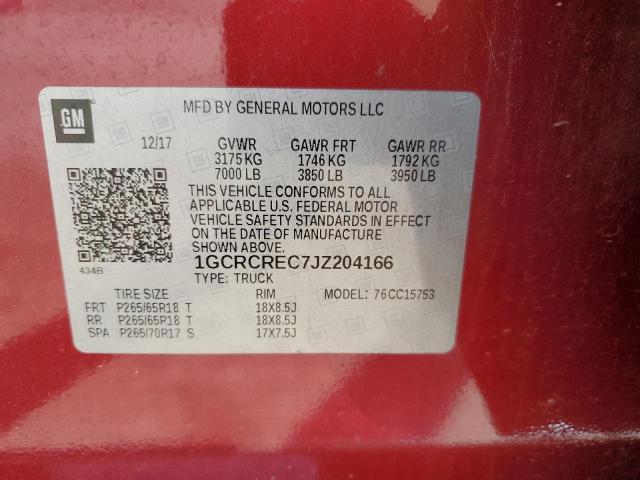 GM
MFD BY GENERAL MOTORS LLC
12/17 GVWR GAWR FRT GAWR RR
3175 KG 1746 KG 1792 KG
7000 LB 3850 LB 3950 LB
THIS VEHICLE CONFORMS TO ALL
APPLICABLE U.S. FEDERAL MOTOR
VEHICLE SAFETY STANDARDS IN EFFECT
ON THE DATE OF MANUFACTURE
SHOWN ABOVE.
434B
1GCRCREC7JZ204166
TYPE: TRUCK
TIRE SIZE RIM MODEL: 76CC15753
FRT P265/65R18 T 18X8.5J
RR P265/65R18 T 18X8.5J
SPA P265/70R17 S 17X7.5J